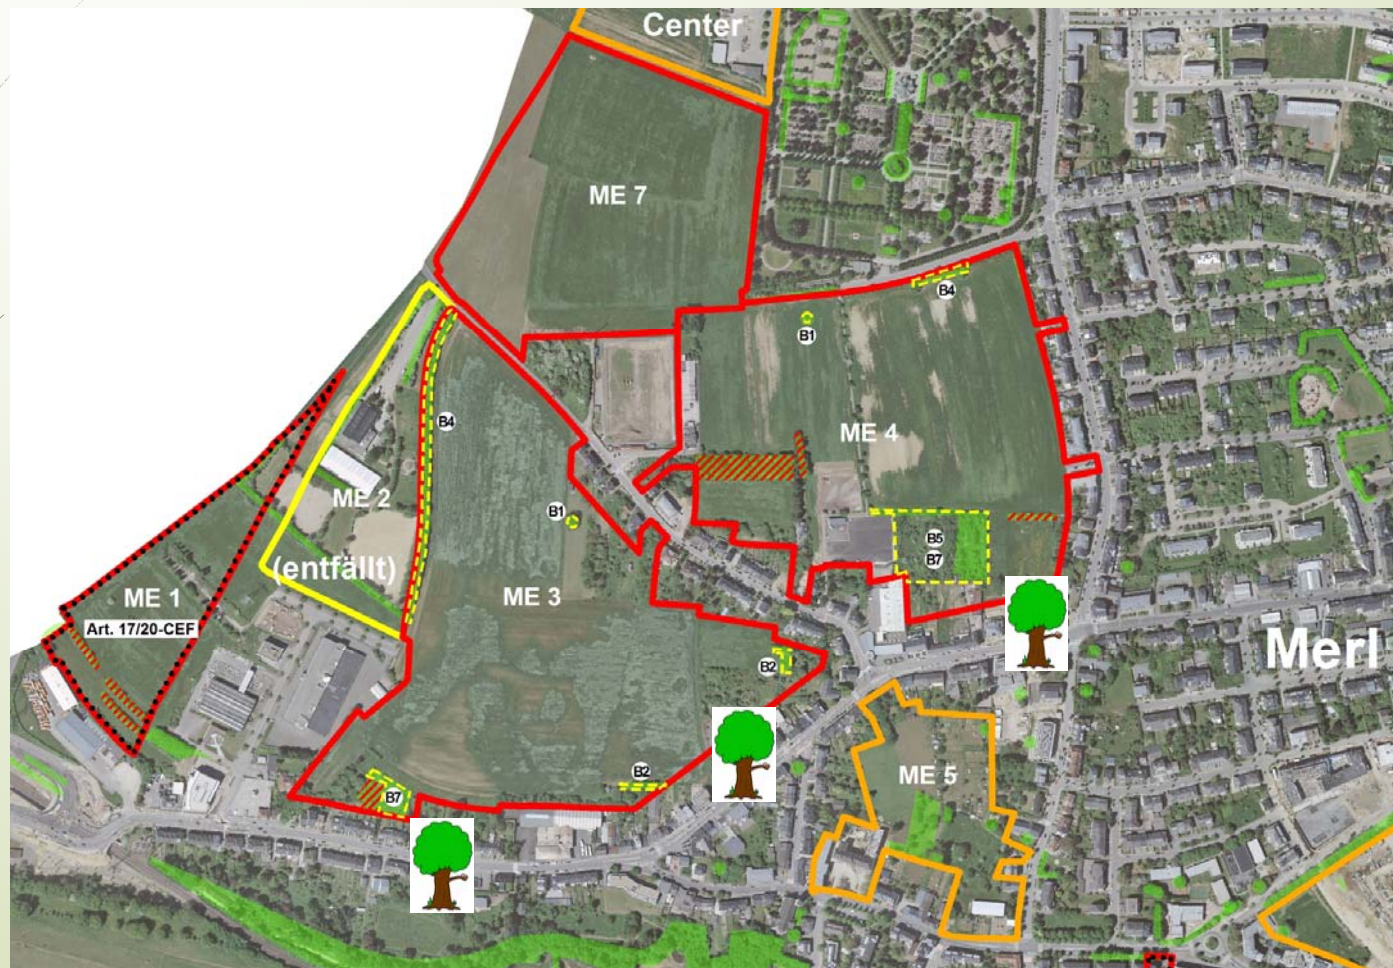 Center
ME 7
B4
B1
B4
ME 4
ME 2
B1
B5
B7
(entfällt)
ME 3
ME 1
Art. 17/20-CEF
Merl
B2
ME 5
B2
B7